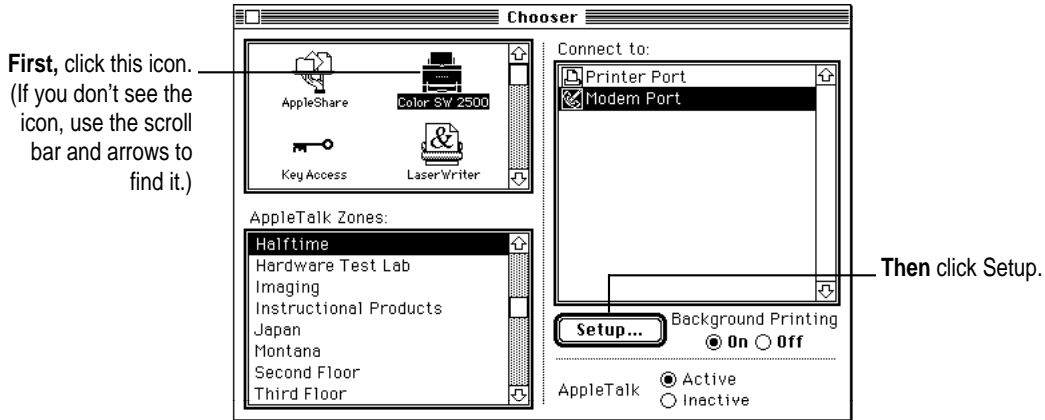 Chooser
First, click this icon.
(If you don't see the
icon, use the scroll
bar and arrows to
find it.)
AppleShare
Color SW 2500
Key Access
LaserWriter
&
AppleTalk Zones:
Halftime
Hardware Test Lab
Imaging
Instructional Products
Japan
Montana
Second Floor
Third Floor
Connect to:
Printer Port
Modem Port
Then click Setup.
Setup...
Background Printing
On Off
AppleTalk
Active
Inactive